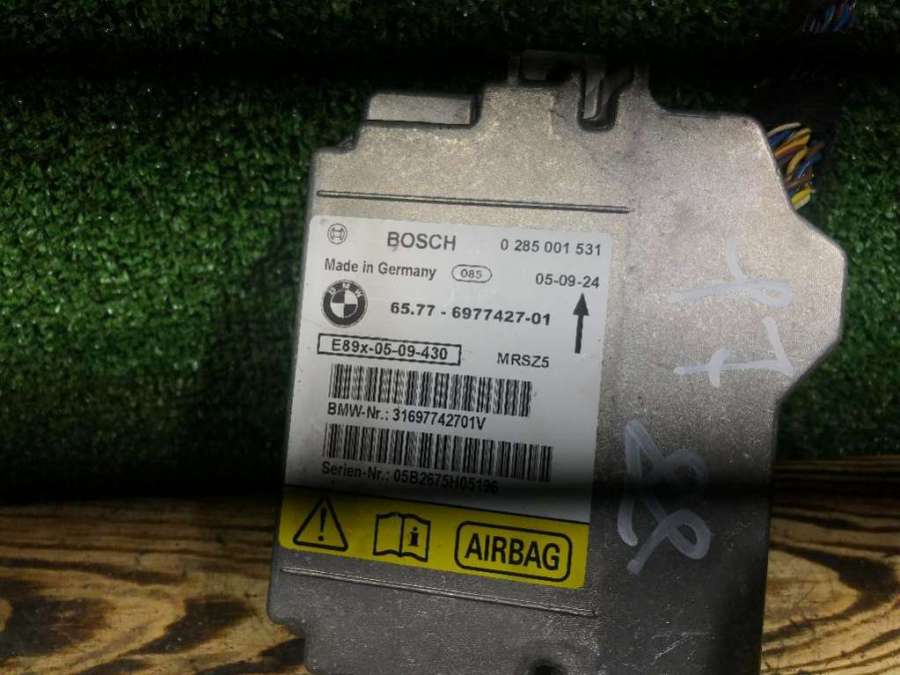 BOSCH 0 285 001 531
Made in Germany 085 05-09-24
BMW
65.77 - 6977427-01
E89x-05-09-430 MRSZ5
BMW-Nr.: 31697742701V
Serien-Nr.: 05B2675H05196
AIRBAG